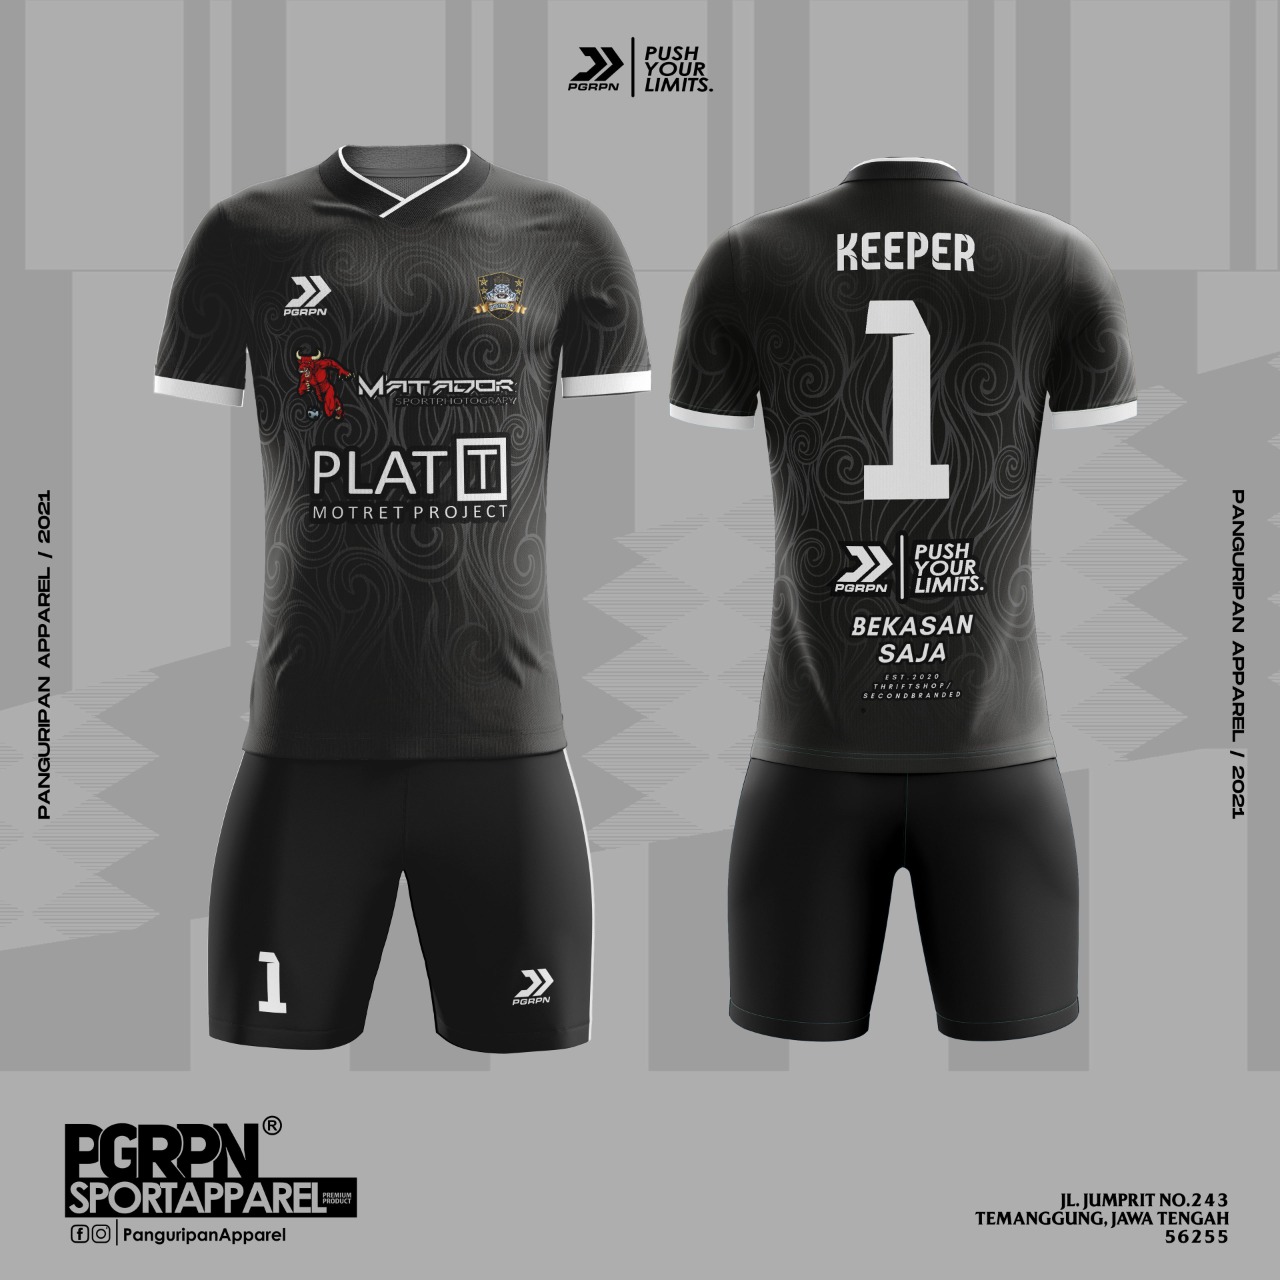 PGRPN
PUSH
YOUR
LIMITS.
PGRPN
MATADOR
SPORTPHOTOGRAPY
PLAT T
MOTRET PROJECT
1
PGRPN
KEEPER
1
PGRPN
PUSH
YOUR
LIMITS.
BEKASAN
SAJA
EST.2020
THRIFTSHOP/
SECONDBRANDED
PANGURIPAN APPAREL / 2021
PANGURIPAN APPAREL / 2021
PGRPN®
SPORTAPPAREL
PREMIUM
PRODUCT
PanguripanApparel
JL. JUMPRIT NO.243
TEMANGGUNG, JAWA TENGAH
56255